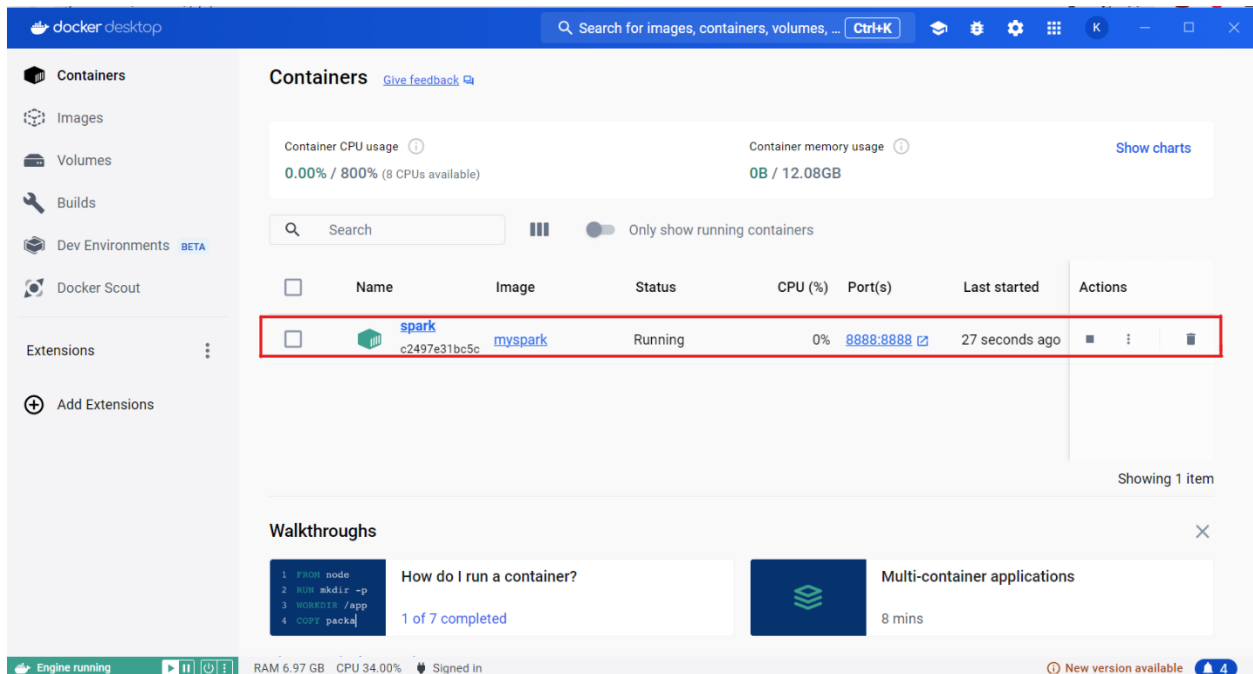 docker desktop
Search for images, containers, volumes, ... Ctrl+K
K
Containers
Images
Volumes
Builds
Dev Environments BETA
Docker Scout
Extensions
Add Extensions
Containers Give feedback
Container CPU usage
0.00% / 800% (8 CPUs available)
Container memory usage
0B / 12.08GB
Show charts
Search
Only show running containers
Name Image Status CPU (%) Port(s) Last started Actions
spark
c2497e31bc5c myspark Running 0% 8888:8888 27 seconds ago
Showing 1 item
Walkthroughs
1 FROM node
2 RUN mkdir -p
3 WORKDIR /app
4 COPY packa
How do I run a container?
1 of 7 completed
Multi-container applications
8 mins
Engine running
RAM 6.97 GB CPU 34.00% Signed in
New version available
4